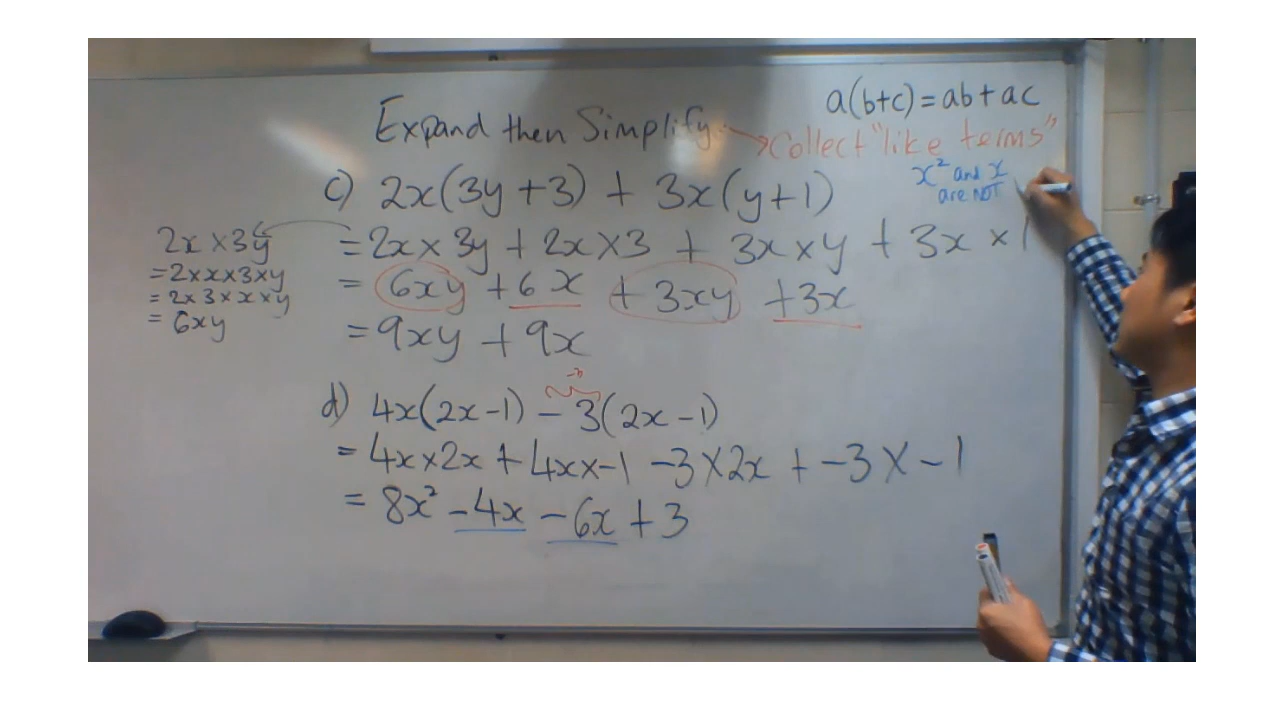 a(b+c) = ab + ac
Expand then Simplify → Collect "like terms"
x² and x
are NOT
c) 2x(3y+3) + 3x(y+1)
= 2x × 3y + 2x × 3 + 3x × y + 3x × 1
= 6xy + 6x + 3xy + 3x
= 9xy + 9x
2x × 3y
= 2×x×3×y
= 2×3×x×y
= 6xy
-3
d) 4x(2x-1) - 3(2x-1)
= 4x×2x + 4x×-1 -3×2x + -3×-1
= 8x² - 4x - 6x + 3